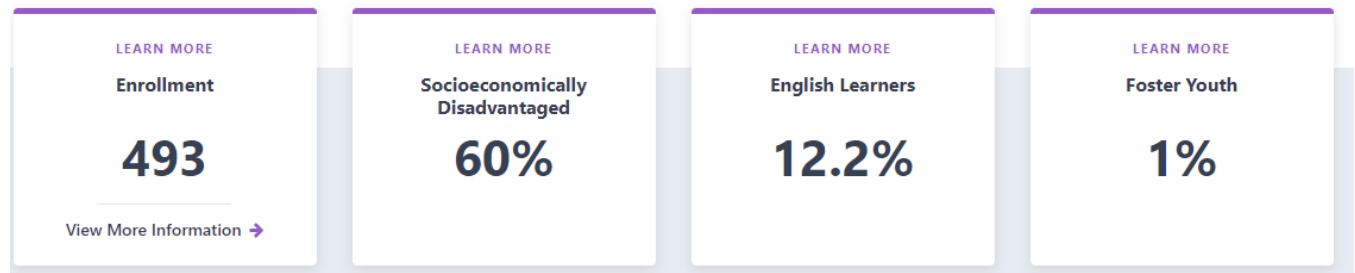 LEARN MORE
Enrollment
493
View More Information
LEARN MORE
Socioeconomically
Disadvantaged
60%
LEARN MORE
English Learners
12.2%
LEARN MORE
Foster Youth
1%